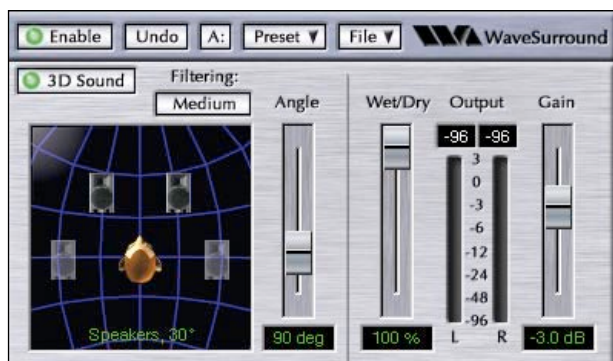 Enable Undo A: Preset File WaveSurround
3D Sound
Filtering:
Medium
Angle
Wet/Dry Output Gain
-96 -96
3
0
-3
-6
-12
-24
-48
-96
L R
Speakers, 30°
90 deg
100 %
-3.0 dB